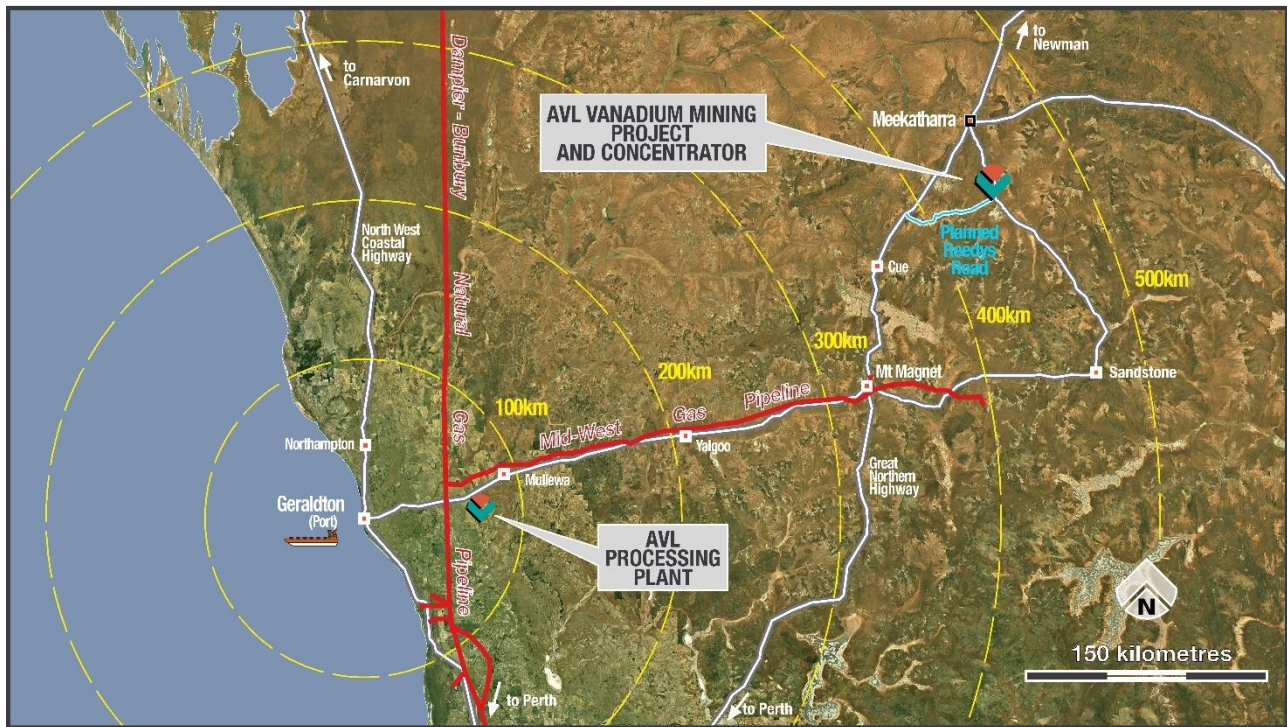 to
Carnarvon
to
Newman
AVL VANADIUM MINING
PROJECT
AND CONCENTRATOR
Meekatharra
Dampier - Bunbury
Natural
Gas
Pipeline
North West
Coastal
Highway
Planned
Reedys
Road
Cue
500km
400km
300km
200km
100km
Mt Magnet
Sandstone
Mid-West
Gas
Pipeline
Yalgoo
Northampton
Mullewa
Great
Northern
Highway
Geraldton
(Port)
AVL
PROCESSING
PLANT
N
150 kilometres
to Perth
to Perth